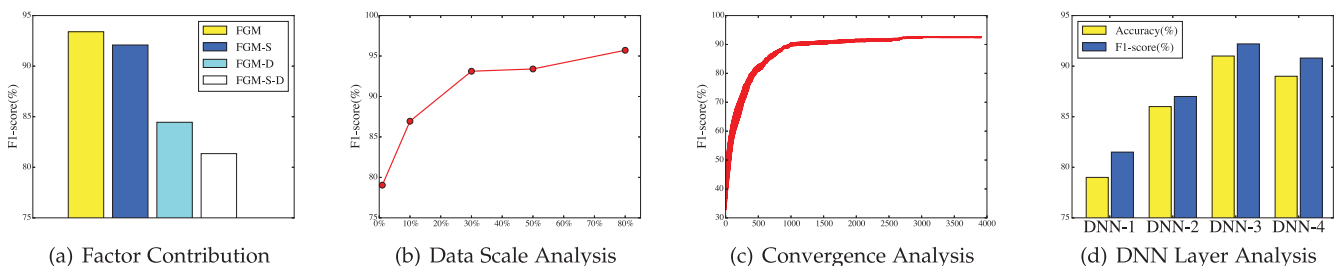 95
90
85
80
75
F1-score(%)
FGM
FGM-S
FGM-D
FGM-S-D
(a) Factor Contribution
100
95
90
85
80
75
F1-score(%)
0% 10% 20% 30% 40% 50% 60% 70% 80%
(b) Data Scale Analysis
100
90
80
70
60
50
40
30
F1-score(%)
0 500 1000 1500 2000 2500 3000 3500 4000
(c) Convergence Analysis
95
90
85
80
75
Accuracy(%)
F1-score(%)
DNN-1 DNN-2 DNN-3 DNN-4
(d) DNN Layer Analysis